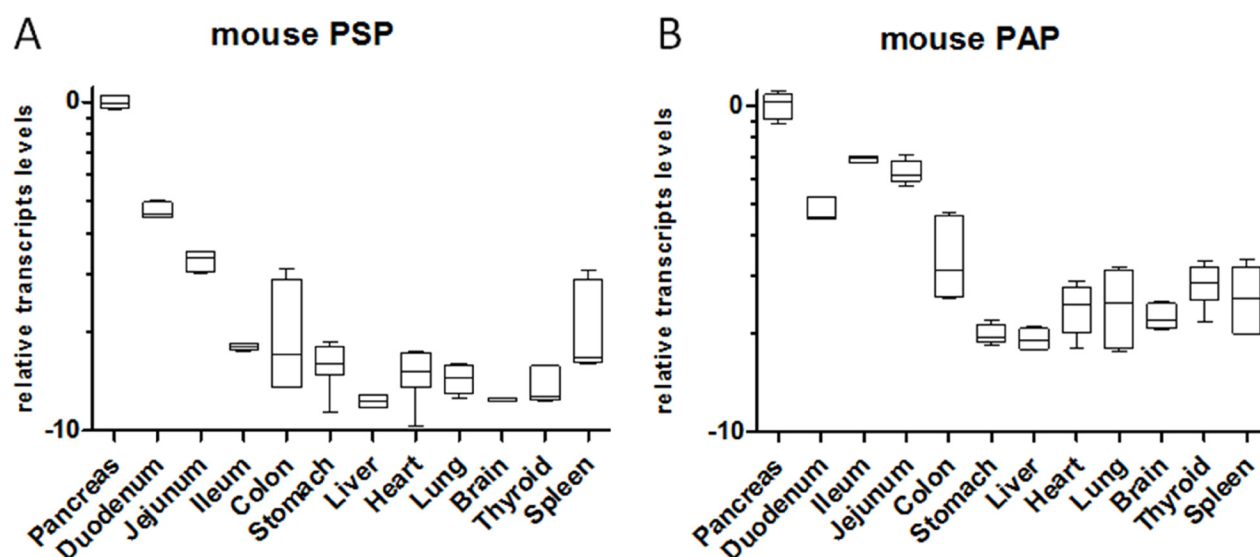 A
mouse PSP
relative transcripts levels
0
-10
Pancreas
Duodenum
Jejunum
Ileum
Colon
Stomach
Liver
Heart
Lung
Brain
Thyroid
Spleen
B
mouse PAP
relative transcripts levels
0
-10
Pancreas
Duodenum
Ileum
Jejunum
Colon
Stomach
Liver
Heart
Lung
Brain
Thyroid
Spleen